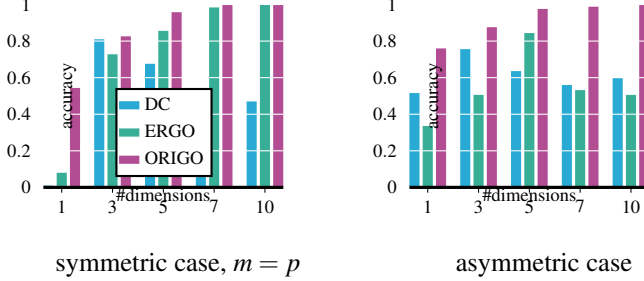 1
0.8
0.6
0.4
0.2
0
accuracy
DC
ERGO
ORIGO
1
3
5
7
10
#dimensions
symmetric case, m = p
1
0.8
0.6
0.4
0.2
0
accuracy
1
3
5
7
10
#dimensions
asymmetric case